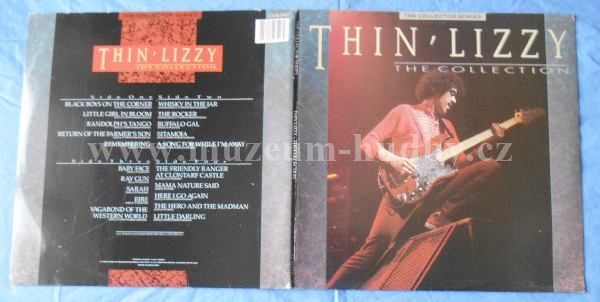 THE COLLECTOR SERIES
THIN LIZZY
THE COLLECTION
Side One Side Two
BLACK BOYS ON THE CORNER WHISKY IN THE JAR
LITTLE GIRL IN BLOOM THE ROCKER
RANDOLPH'S TANGO BUFFALO GAL
RETURN OF THE FARMER'S SON SITAMOIA
REMEMBERING A SONG FOR WHILE I'M AWAY
BABY FACE THE FRIENDLY RANGER
RAY GUN AT CLONTARF CASTLE
SARAH MAMA NATURE SAID
EIRE HERE I GO AGAIN
VAGABOND OF THE THE HERO AND THE MADMAN
WESTERN WORLD LITTLE DARLING
THE COLLECTOR SERIES
THIN LIZZY
THE COLLECTION
www.muzeum-hudby.cz